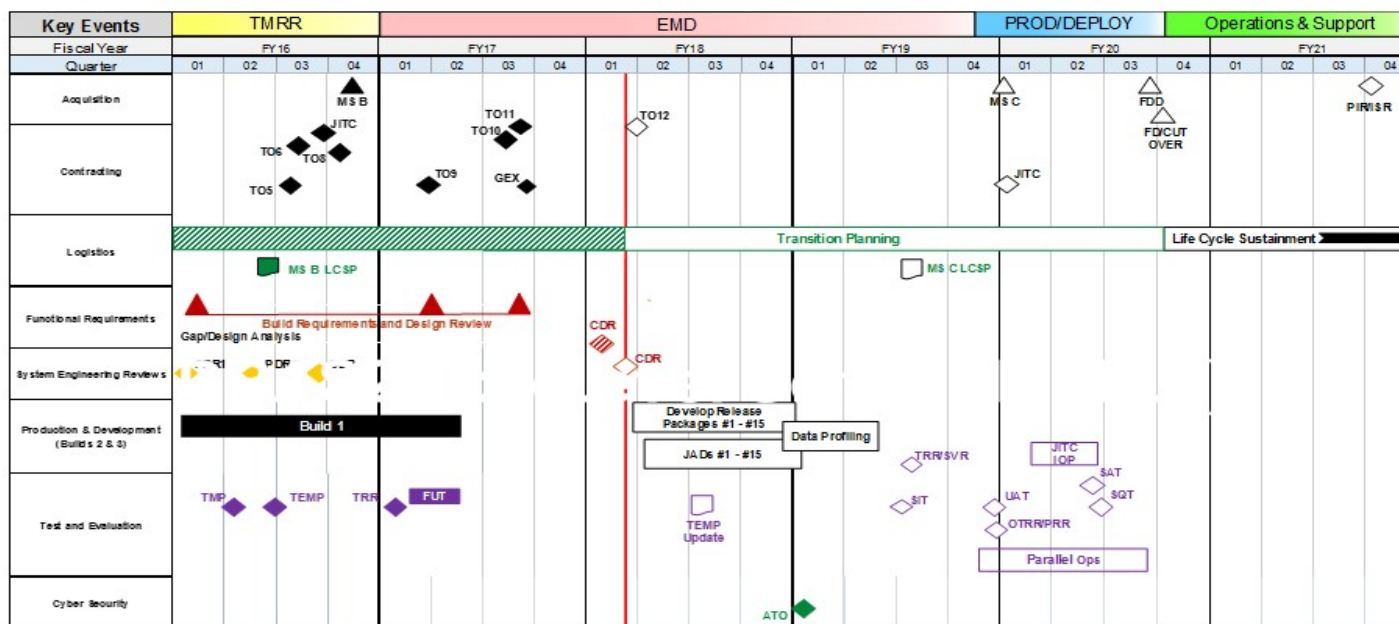 Key Events TMRR EMD PROD/DEPLOY Operations & Support
Fiscal Year FY16 FY17 FY18 FY19 FY20 FY21
Quarter 01 02 03 04 01 02 03 04 01 02 03 04 01 02 03 04 01 02 03 04 01 02 03 04
Acquisition
MS B
MS C
FDD
PIR/ISR
Contracting
JITC
TO6
TO8
TO5
TO11
TO10
TO9
GEX
TO12
FD/CUT
OVER
JITC
Logistics
Transition Planning
Life Cycle Sustainment
MS B LCSP
MS C LCSP
Functional Requirements
Build Requirements and Design Review
Gap/Design Analysis
CDR
System Engineering Reviews
PDR
CDR
Production & Development
(Builds 2 & 3)
Build 1
Develop Release
Packages #1 - #15
Data Profiling
JADs #1 - #15
TRR/SVR
JITC
IOP
Test and Evaluation
TMP
TEMP
TRR
FUT
TEMP
Update
SIT
UAT
OTRR/PRR
SAT
SQT
Parallel Ops
Cyber Security
ATO